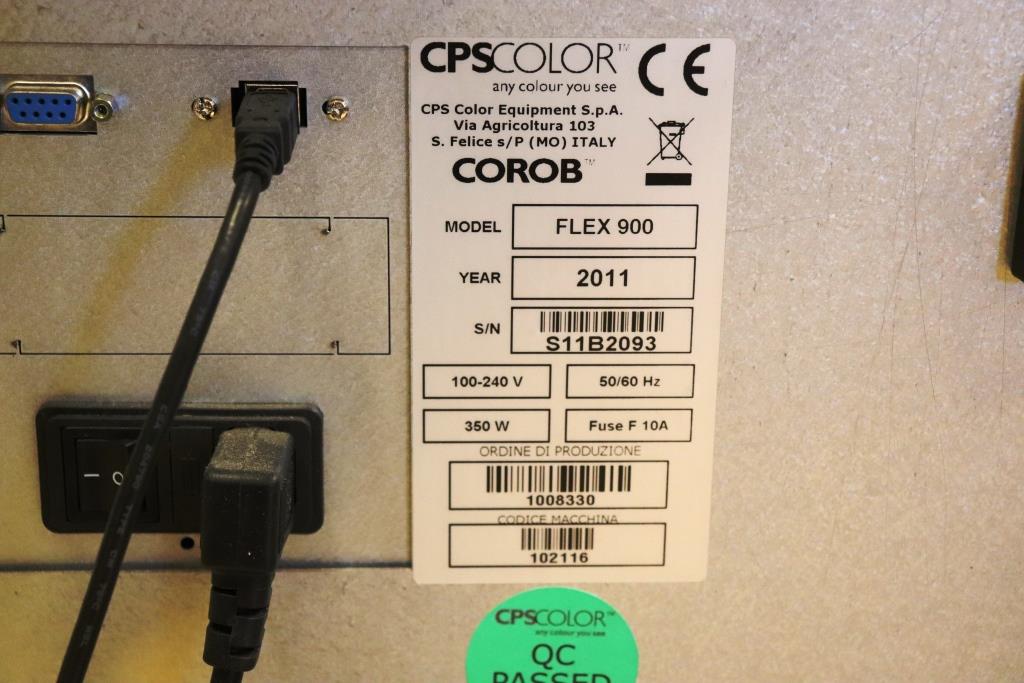 CPSCOLOR™
any colour you see
CE
CPS Color Equipment S.p.A.
Via Agricoltura 103
S. Felice s/P (MO) ITALY
COROB™
MODEL FLEX 900
YEAR 2011
S/N S11B2093
100-240 V 50/60 Hz
350 W Fuse F 10A
ORDINE DI PRODUZIONE
1008330
CODICE MACCHINA
102116
CPSCOLOR™
any colour you see
QC
PASSED